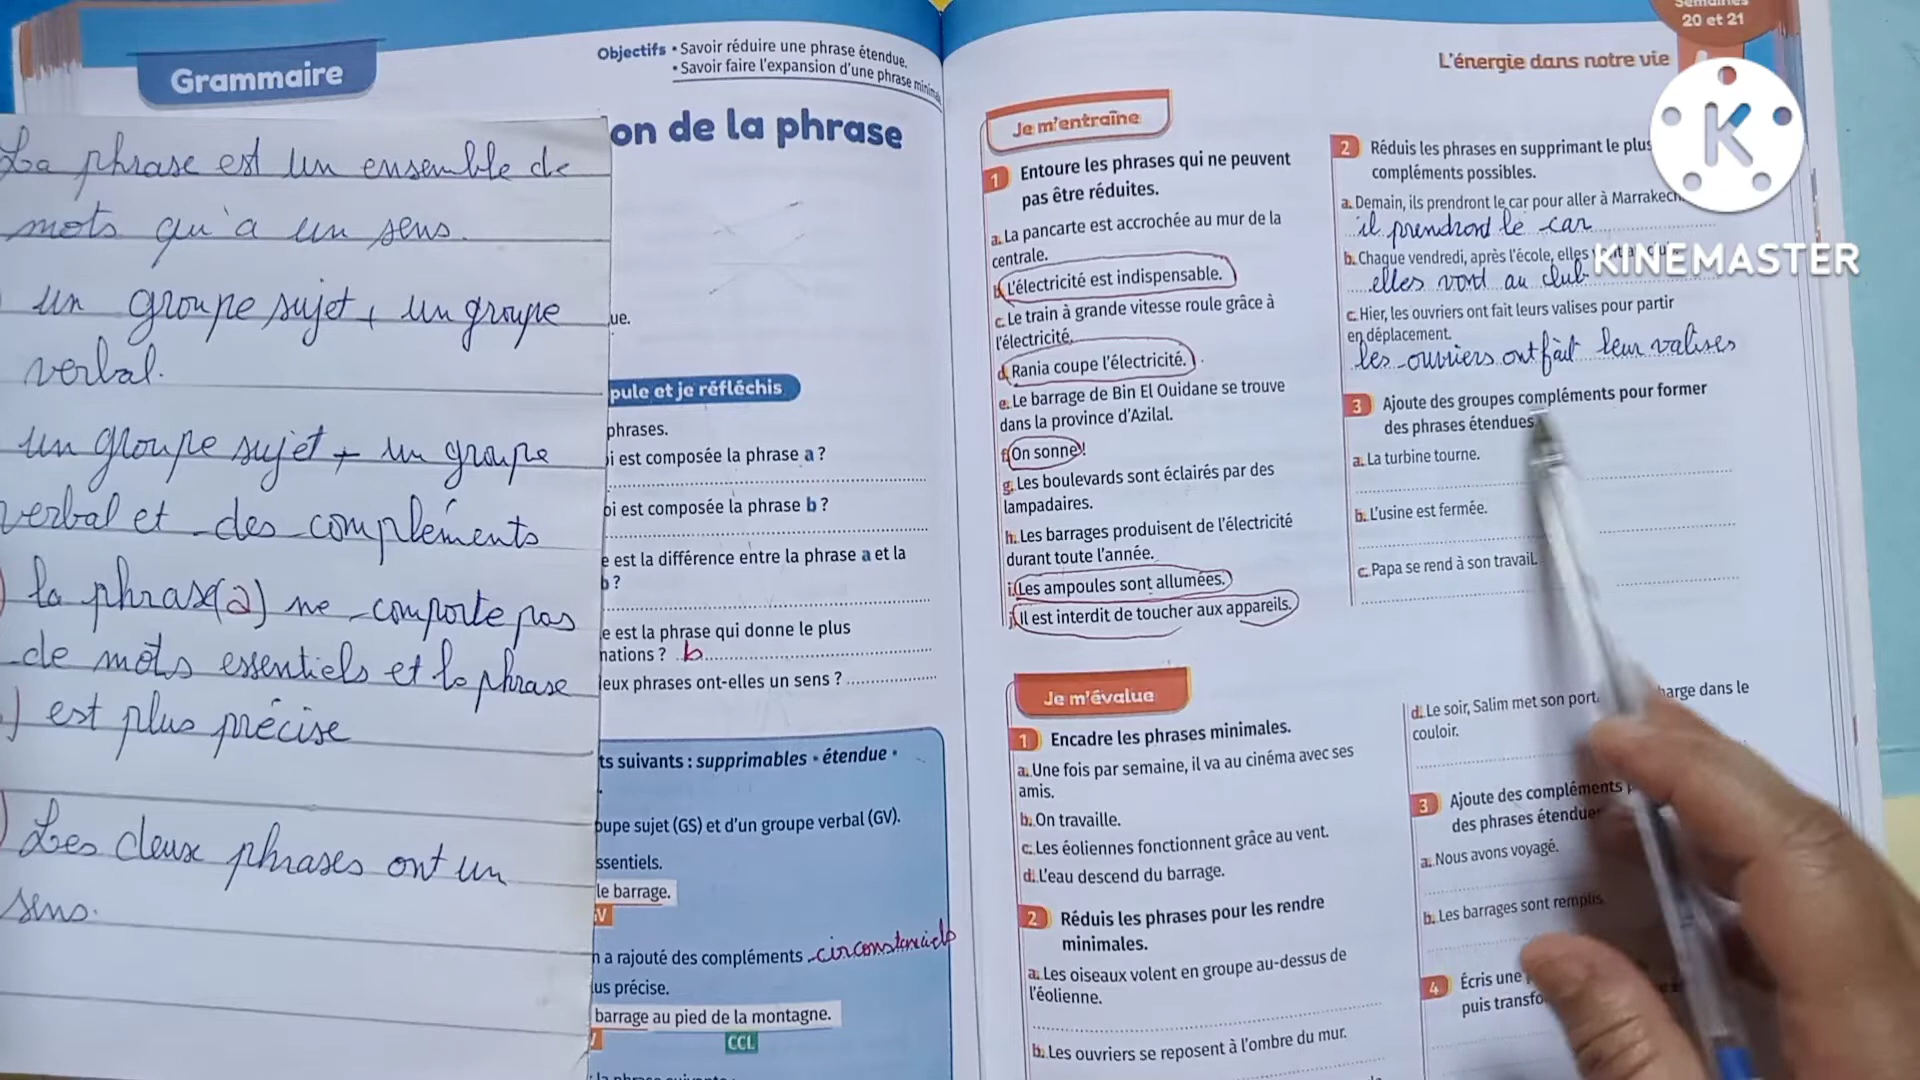 Grammaire
Objectifs • Savoir réduire une phrase étendue.
• Savoir faire l'expansion d'une phrase
on de la phrase
La phrase est un ensemble de
mots qu'a un sens.
un groupe sujet + un groupe
verbal.
un groupe sujet + un groupe
verbal et des compléments
la phrase(a) ne comporte pas
de mots essentiels et la phrase
) est plus précise
Les deux phrases ont un
sens.
ue.
pule et je réfléchis
phrases.
i est composée la phrase a ?
oi est composée la phrase b ?
e est la différence entre la phrase a et la
b ?
e est la phrase qui donne le plus
mations ? b
eux phrases ont-elles un sens ?
ts suivants : supprimables • étendue •
oupe sujet (GS) et d'un groupe verbal (GV).
ssentiels.
le barrage.
V
n a rajouté des compléments circonstanciels
us précise.
barrage au pied de la montagne.
CCL
Semaines
20 et 21
L'énergie dans notre vie
KINEMASTER
Je m'entraîne
1 Entoure les phrases qui ne peuvent
pas être réduites.
a. La pancarte est accrochée au mur de la
centrale.
b. L'électricité est indispensable.
c. Le train à grande vitesse roule grâce à
l'électricité.
d. Rania coupe l'électricité.
e. Le barrage de Bin El Ouidane se trouve
dans la province d'Azilal.
f. On sonne!
g. Les boulevards sont éclairés par des
lampadaires.
h. Les barrages produisent de l'électricité
durant toute l'année.
i. Les ampoules sont allumées.
j. Il est interdit de toucher aux appareils.
2 Réduis les phrases en supprimant le plus
compléments possibles.
a. Demain, ils prendront le car pour aller à Marrakech
il prendront le car
b. Chaque vendredi, après l'école, elles
elles vont au club
c. Hier, les ouvriers ont fait leurs valises pour partir
en déplacement.
les ouvriers ont fait leur valises
3 Ajoute des groupes compléments pour former
des phrases étendues
a. La turbine tourne.
b. L'usine est fermée.
c. Papa se rend à son travail.
Je m'évalue
1 Encadre les phrases minimales.
a. Une fois par semaine, il va au cinéma avec ses
amis.
b. On travaille.
c. Les éoliennes fonctionnent grâce au vent.
d. L'eau descend du barrage.
2 Réduis les phrases pour les rendre
minimales.
a. Les oiseaux volent en groupe au-dessus de
l'éolienne.
b. Les ouvriers se reposent à l'ombre du mur.
d. Le soir, Salim met son port harge dans le
couloir.
3 Ajoute des compléments
des phrases étendues
a. Nous avons voyagé.
b. Les barrages sont remplis.
4 Écris une
puis transfo